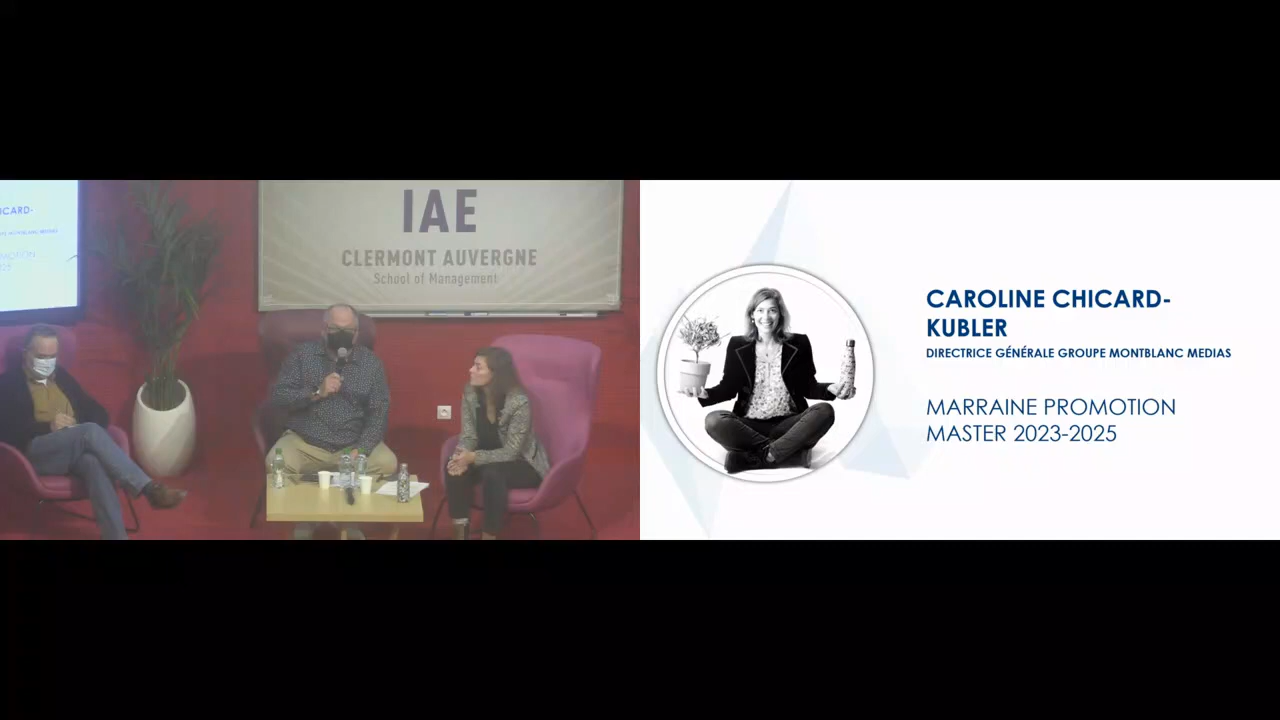 IAE
CLERMONT AUVERGNE
School of Management
CAROLINE CHICARD-
KUBLER
DIRECTRICE GÉNÉRALE GROUPE MONTBLANC MEDIAS
MARRAINE PROMOTION
MASTER 2023-2025